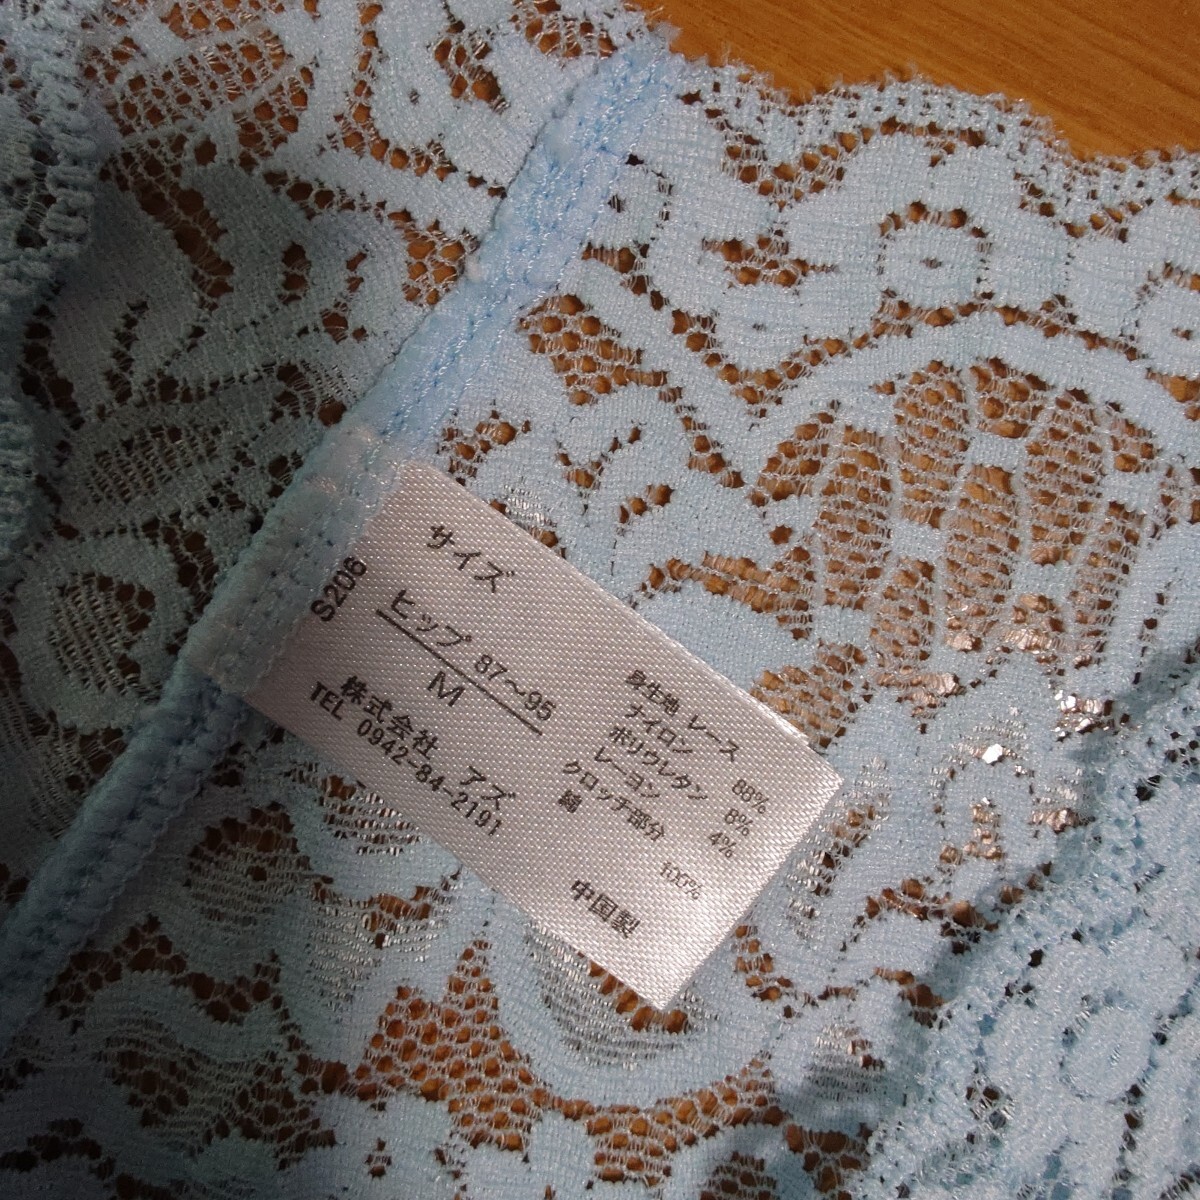 サイズ
ヒップ 87～95
M
S206
株式会社 アズ
TEL 0942-84-2191
身生地 レース
ナイロン 88%
ポリウレタン 8%
レーヨン 4%
クロッチ部分
綿 100%
中国製